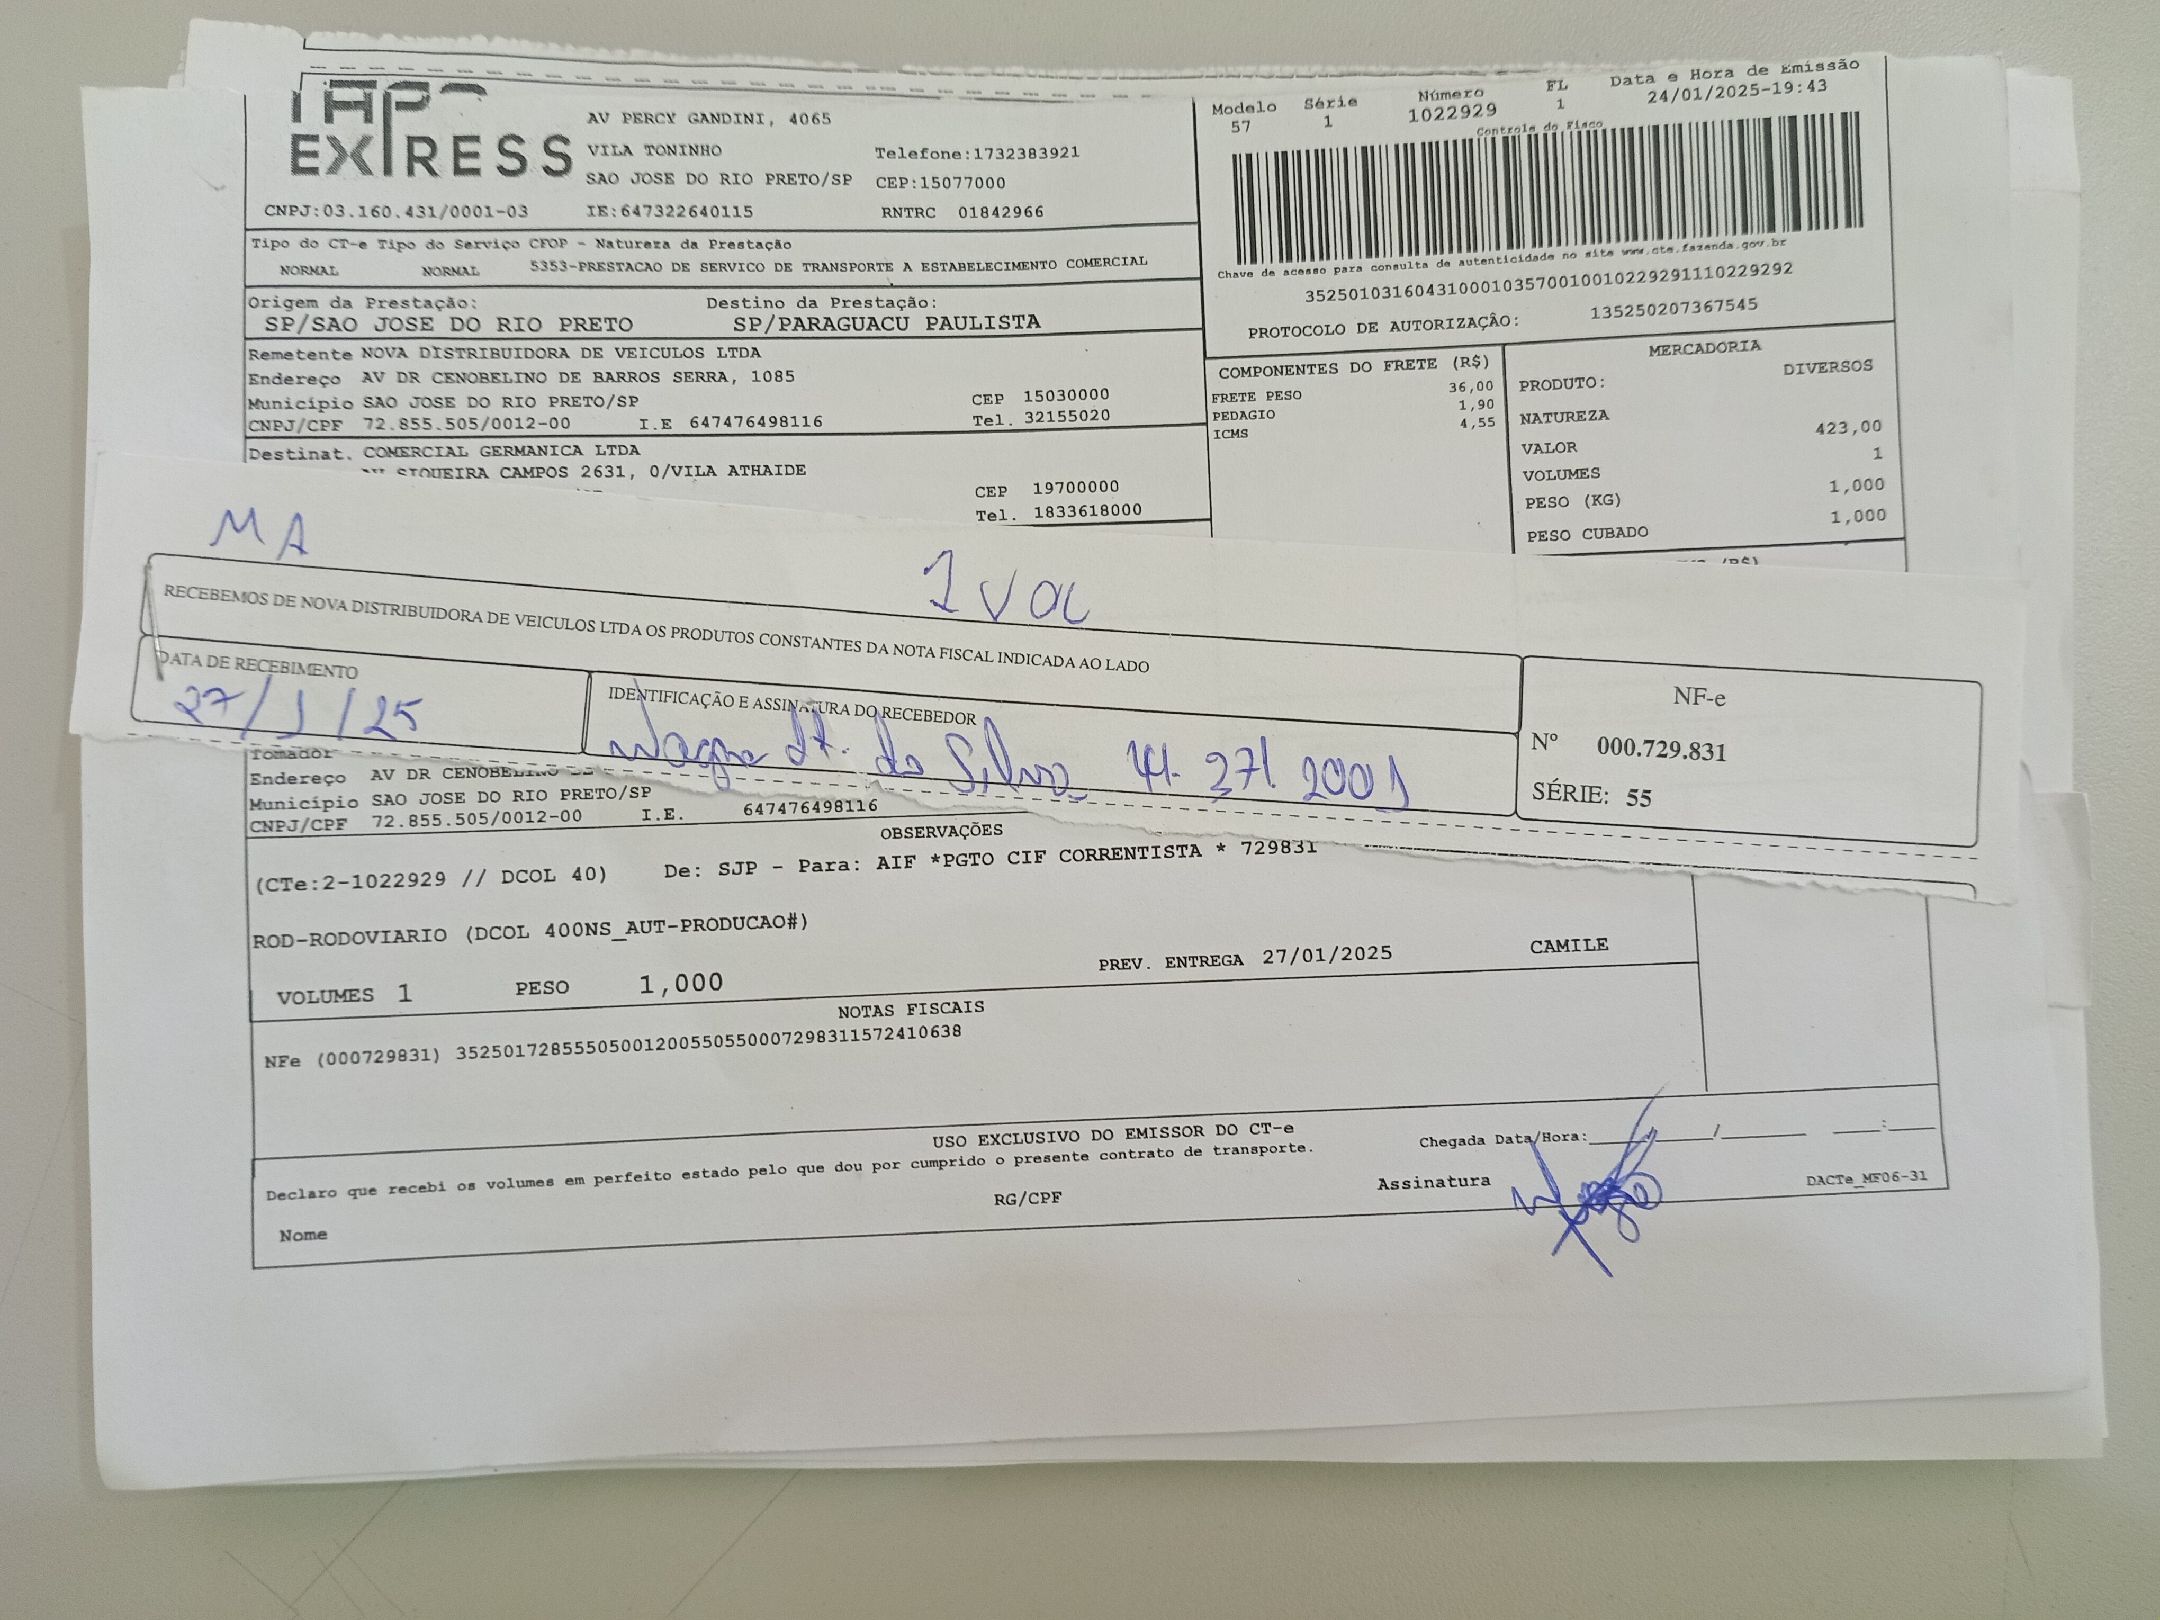 EXPRESS
AV PERCY GANDINI, 4065
VILA TONINHO Telefone:1732383921
SAO JOSE DO RIO PRETO/SP CEP:15077000
CNPJ:03.160.431/0001-03 IE:647322640115 RNTRC 01842966
Modelo Série Número FL Data e Hora de Emissão
57 1 1022929 1 24/01/2025-19:43
Controle do Fisco
Chave de acesso para consulta de autenticidade no site www.cte.fazenda.gov.br
35250103160431000103570010010229291110229292
PROTOCOLO DE AUTORIZAÇÃO: 135250207367545
Tipo do CT-e Tipo do Serviço CFOP - Natureza da Prestação
NORMAL NORMAL 5353-PRESTACAO DE SERVICO DE TRANSPORTE A ESTABELECIMENTO COMERCIAL
Origem da Prestação: Destino da Prestação:
SP/SAO JOSE DO RIO PRETO SP/PARAGUACU PAULISTA
Remetente NOVA DISTRIBUIDORA DE VEICULOS LTDA
Endereço AV DR CENOBELINO DE BARROS SERRA, 1085
Município SAO JOSE DO RIO PRETO/SP CEP 15030000
CNPJ/CPF 72.855.505/0012-00 I.E 647476498116 Tel. 32155020
Destinat. COMERCIAL GERMANICA LTDA
SIQUEIRA CAMPOS 2631, 0/VILA ATHAIDE
CEP 19700000
Tel. 1833618000
COMPONENTES DO FRETE (R$)
FRETE PESO 36,00
PEDAGIO 1,90
ICMS 4,55
MERCADORIA
PRODUTO: DIVERSOS
NATUREZA
VALOR 423,00
VOLUMES 1
PESO (KG) 1,000
PESO CUBADO 1,000
(R$)
MA
1 VOL
RECEBEMOS DE NOVA DISTRIBUIDORA DE VEICULOS LTDA OS PRODUTOS CONSTANTES DA NOTA FISCAL INDICADA AO LADO
DATA DE RECEBIMENTO
27/1/25
IDENTIFICAÇÃO E ASSINATURA DO RECEBEDOR
da Silva
NF-e
Nº 000.729.831
SÉRIE: 55
Tomador
Endereço AV DR CENOBELINO DE
Município SAO JOSE DO RIO PRETO/SP
CNPJ/CPF 72.855.505/0012-00 I.E. 647476498116
OBSERVAÇÕES
(CTe:2-1022929 // DCOL 40) De: SJP - Para: AIF *PGTO CIF CORRENTISTA * 729831
ROD-RODOVIARIO (DCOL 400NS_AUT-PRODUCAO#)
VOLUMES 1 PESO 1,000 PREV. ENTREGA 27/01/2025 CAMILE
NOTAS FISCAIS
NFe (000729831) 35250172855505001200550550007298311572410638
USO EXCLUSIVO DO EMISSOR DO CT-e
Declaro que recebi os volumes em perfeito estado pelo que dou por cumprido o presente contrato de transporte.
Chegada Data/Hora: / :
Nome RG/CPF Assinatura DACTe_MF06-31